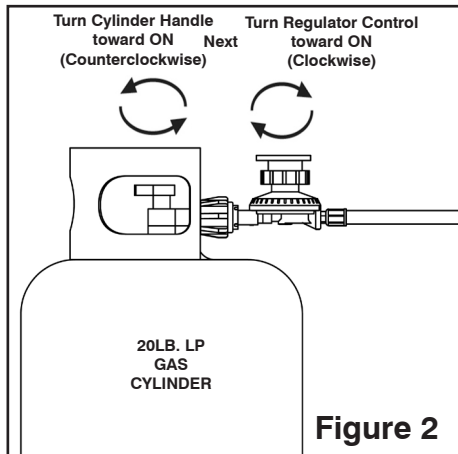 Turn Cylinder Handle
toward ON
(Counterclockwise)
Next
Turn Regulator Control
toward ON
(Clockwise)
20LB. LP
GAS
CYLINDER
Figure 2